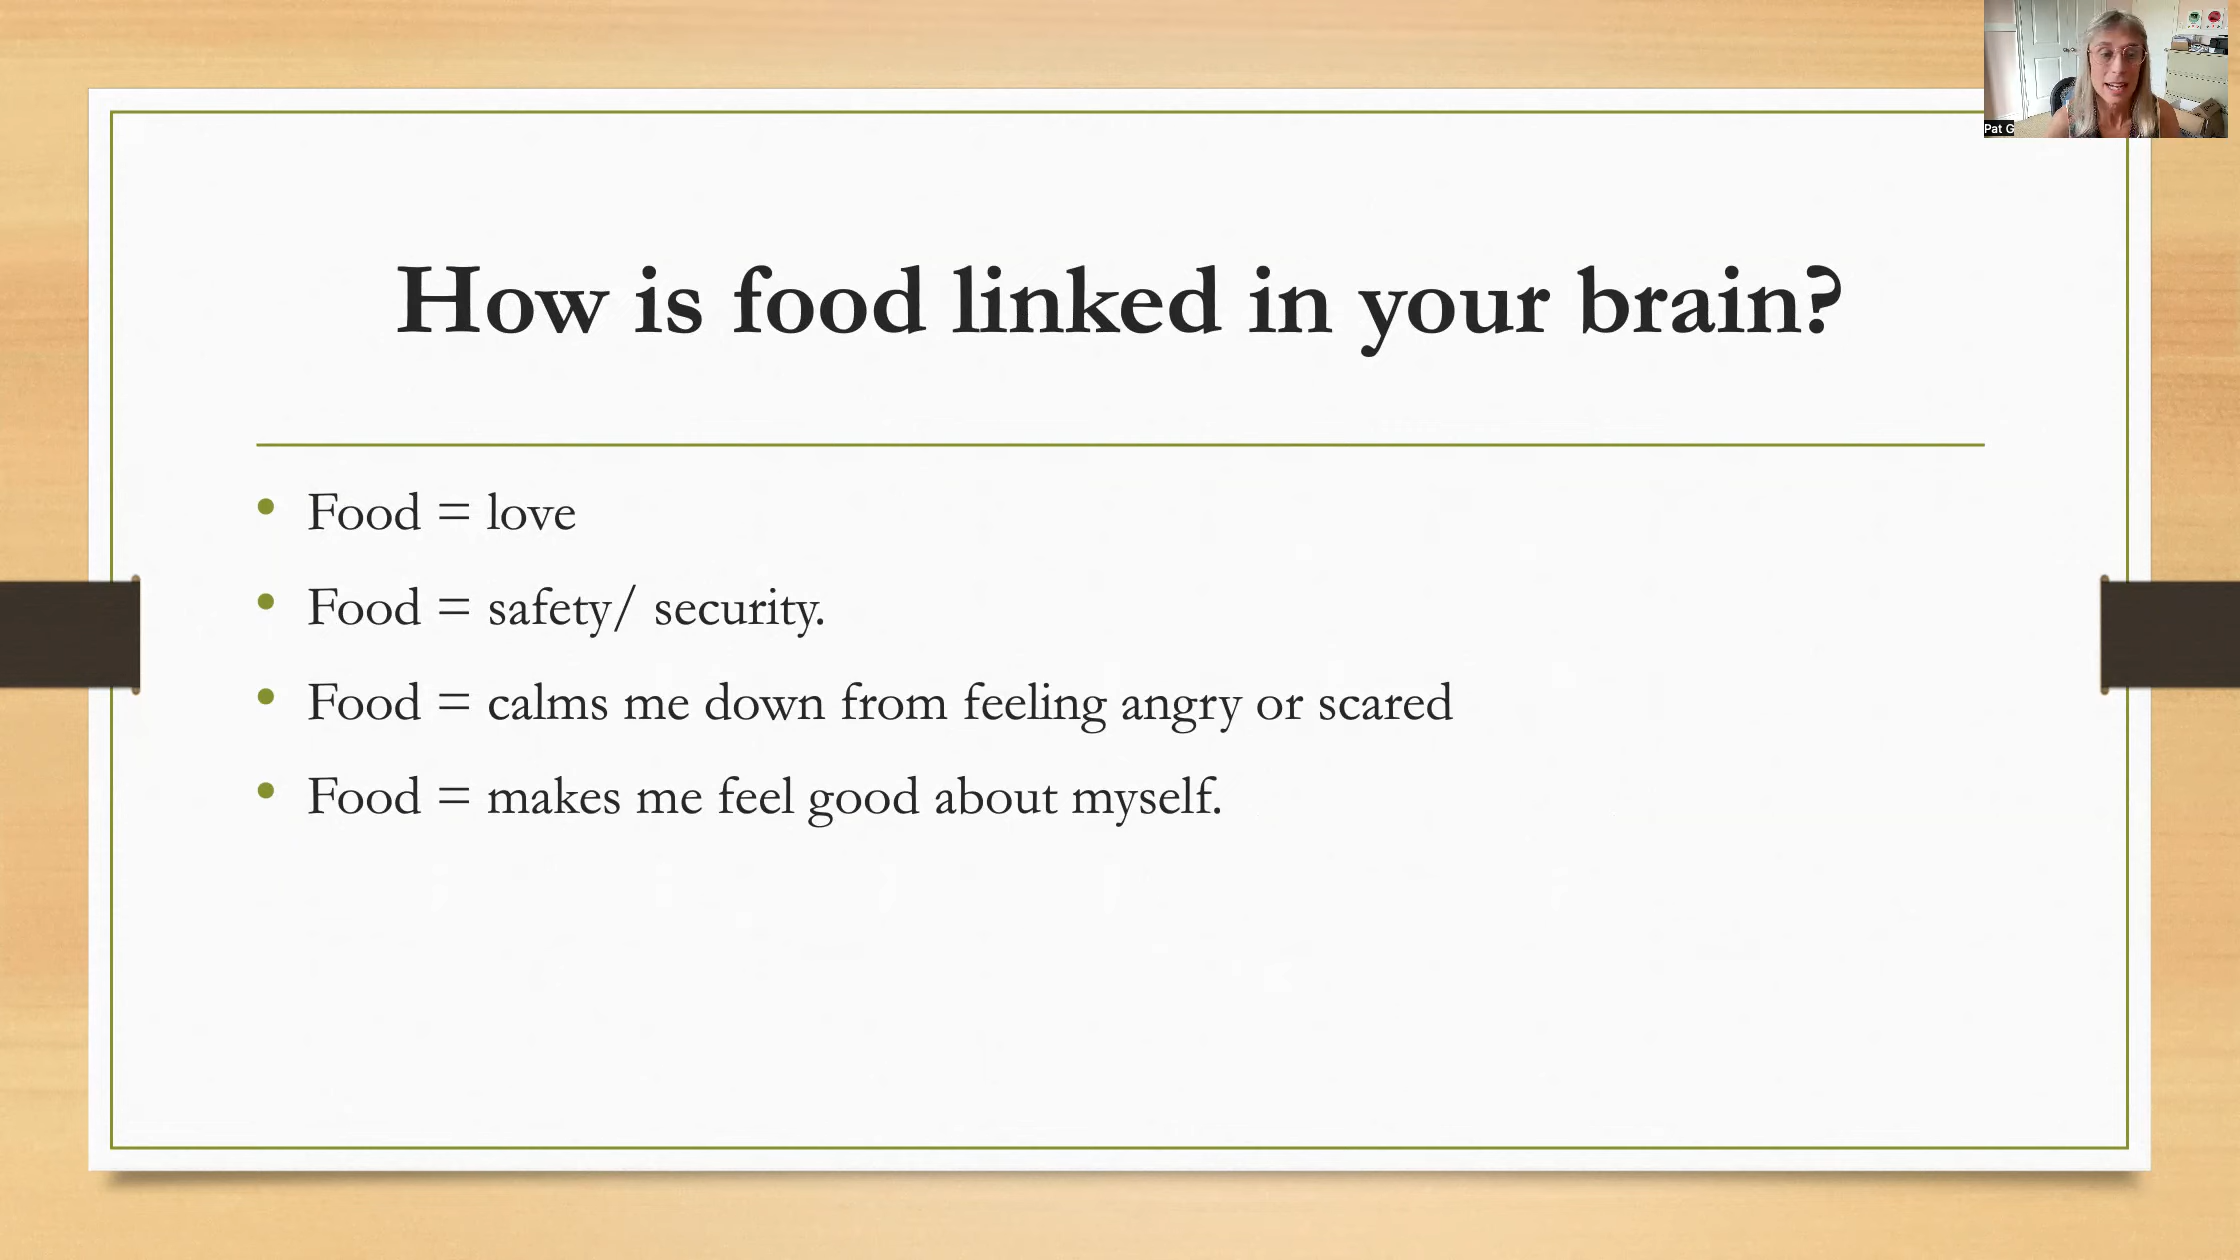 Pat G
How is food linked in your brain?
• Food = love
• Food = safety/ security.
• Food = calms me down from feeling angry or scared
• Food = makes me feel good about myself.